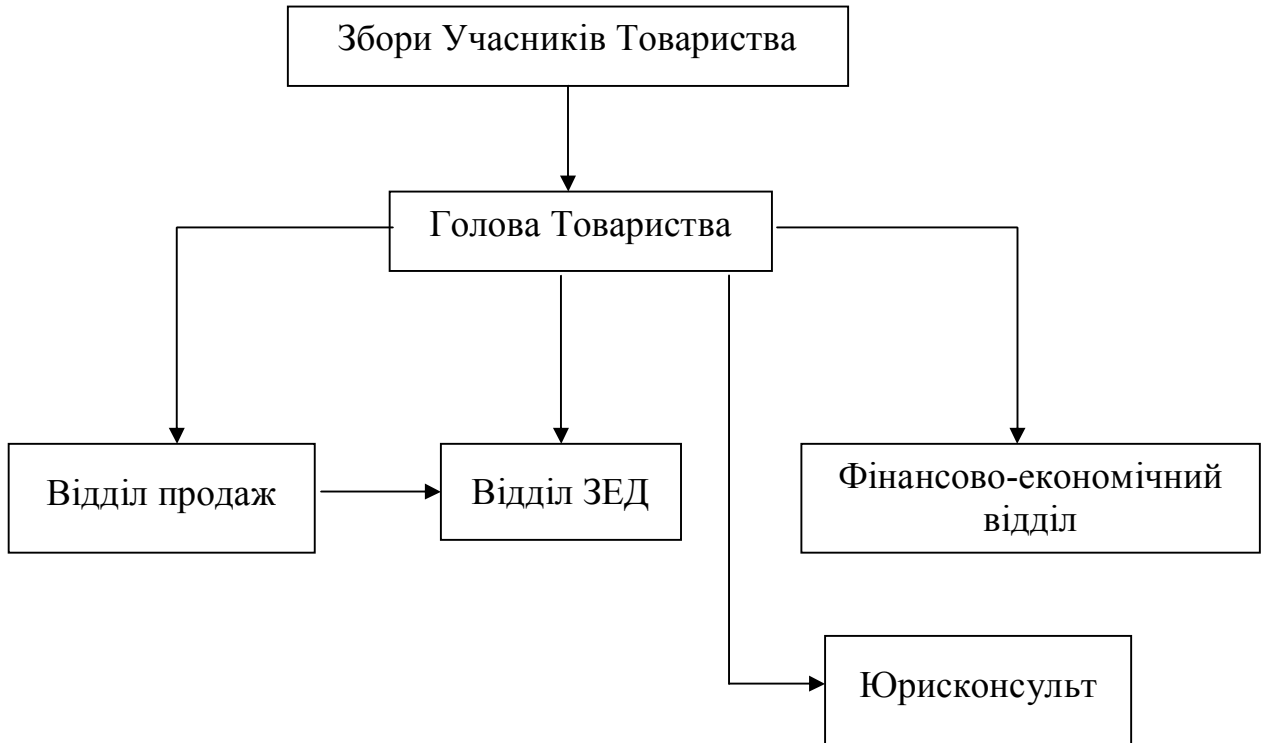 Збори Учасників Товариства
Голова Товариства
Відділ продаж
Відділ ЗЕД
Фінансово-економічний
відділ
Юрисконсульт